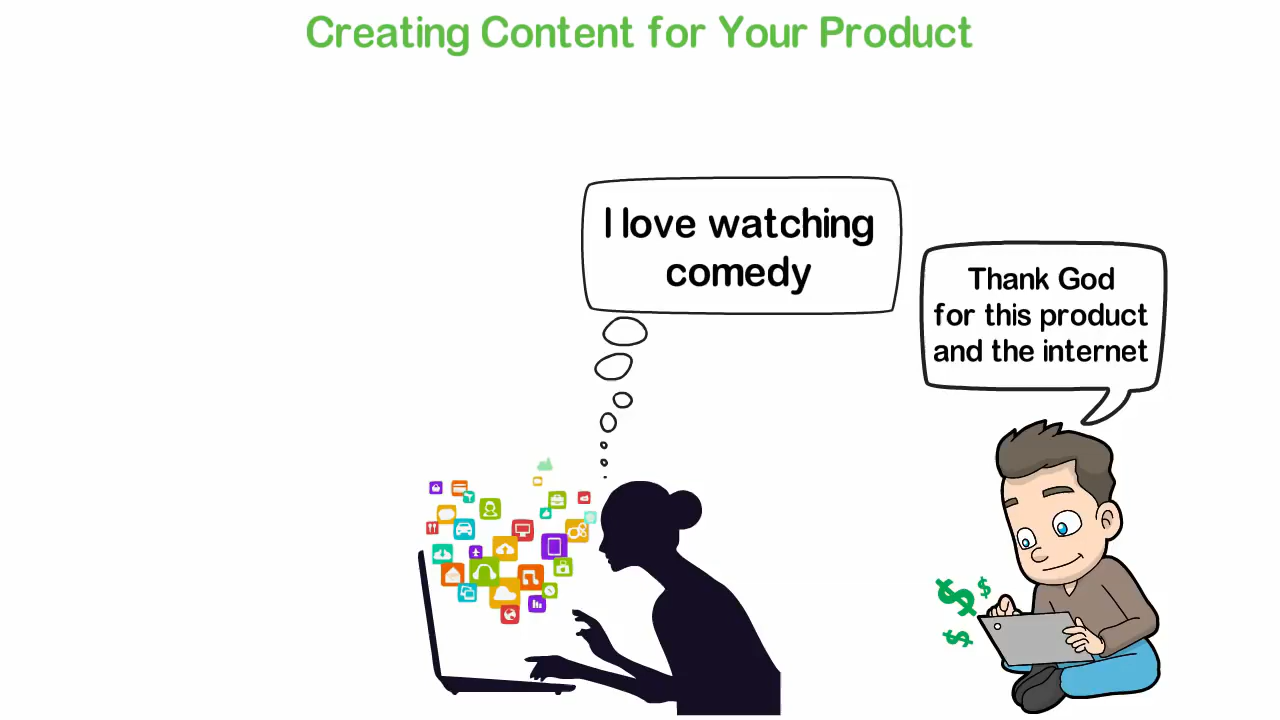 Creating Content for Your Product
I love watching
comedy
Thank God
for this product
and the internet